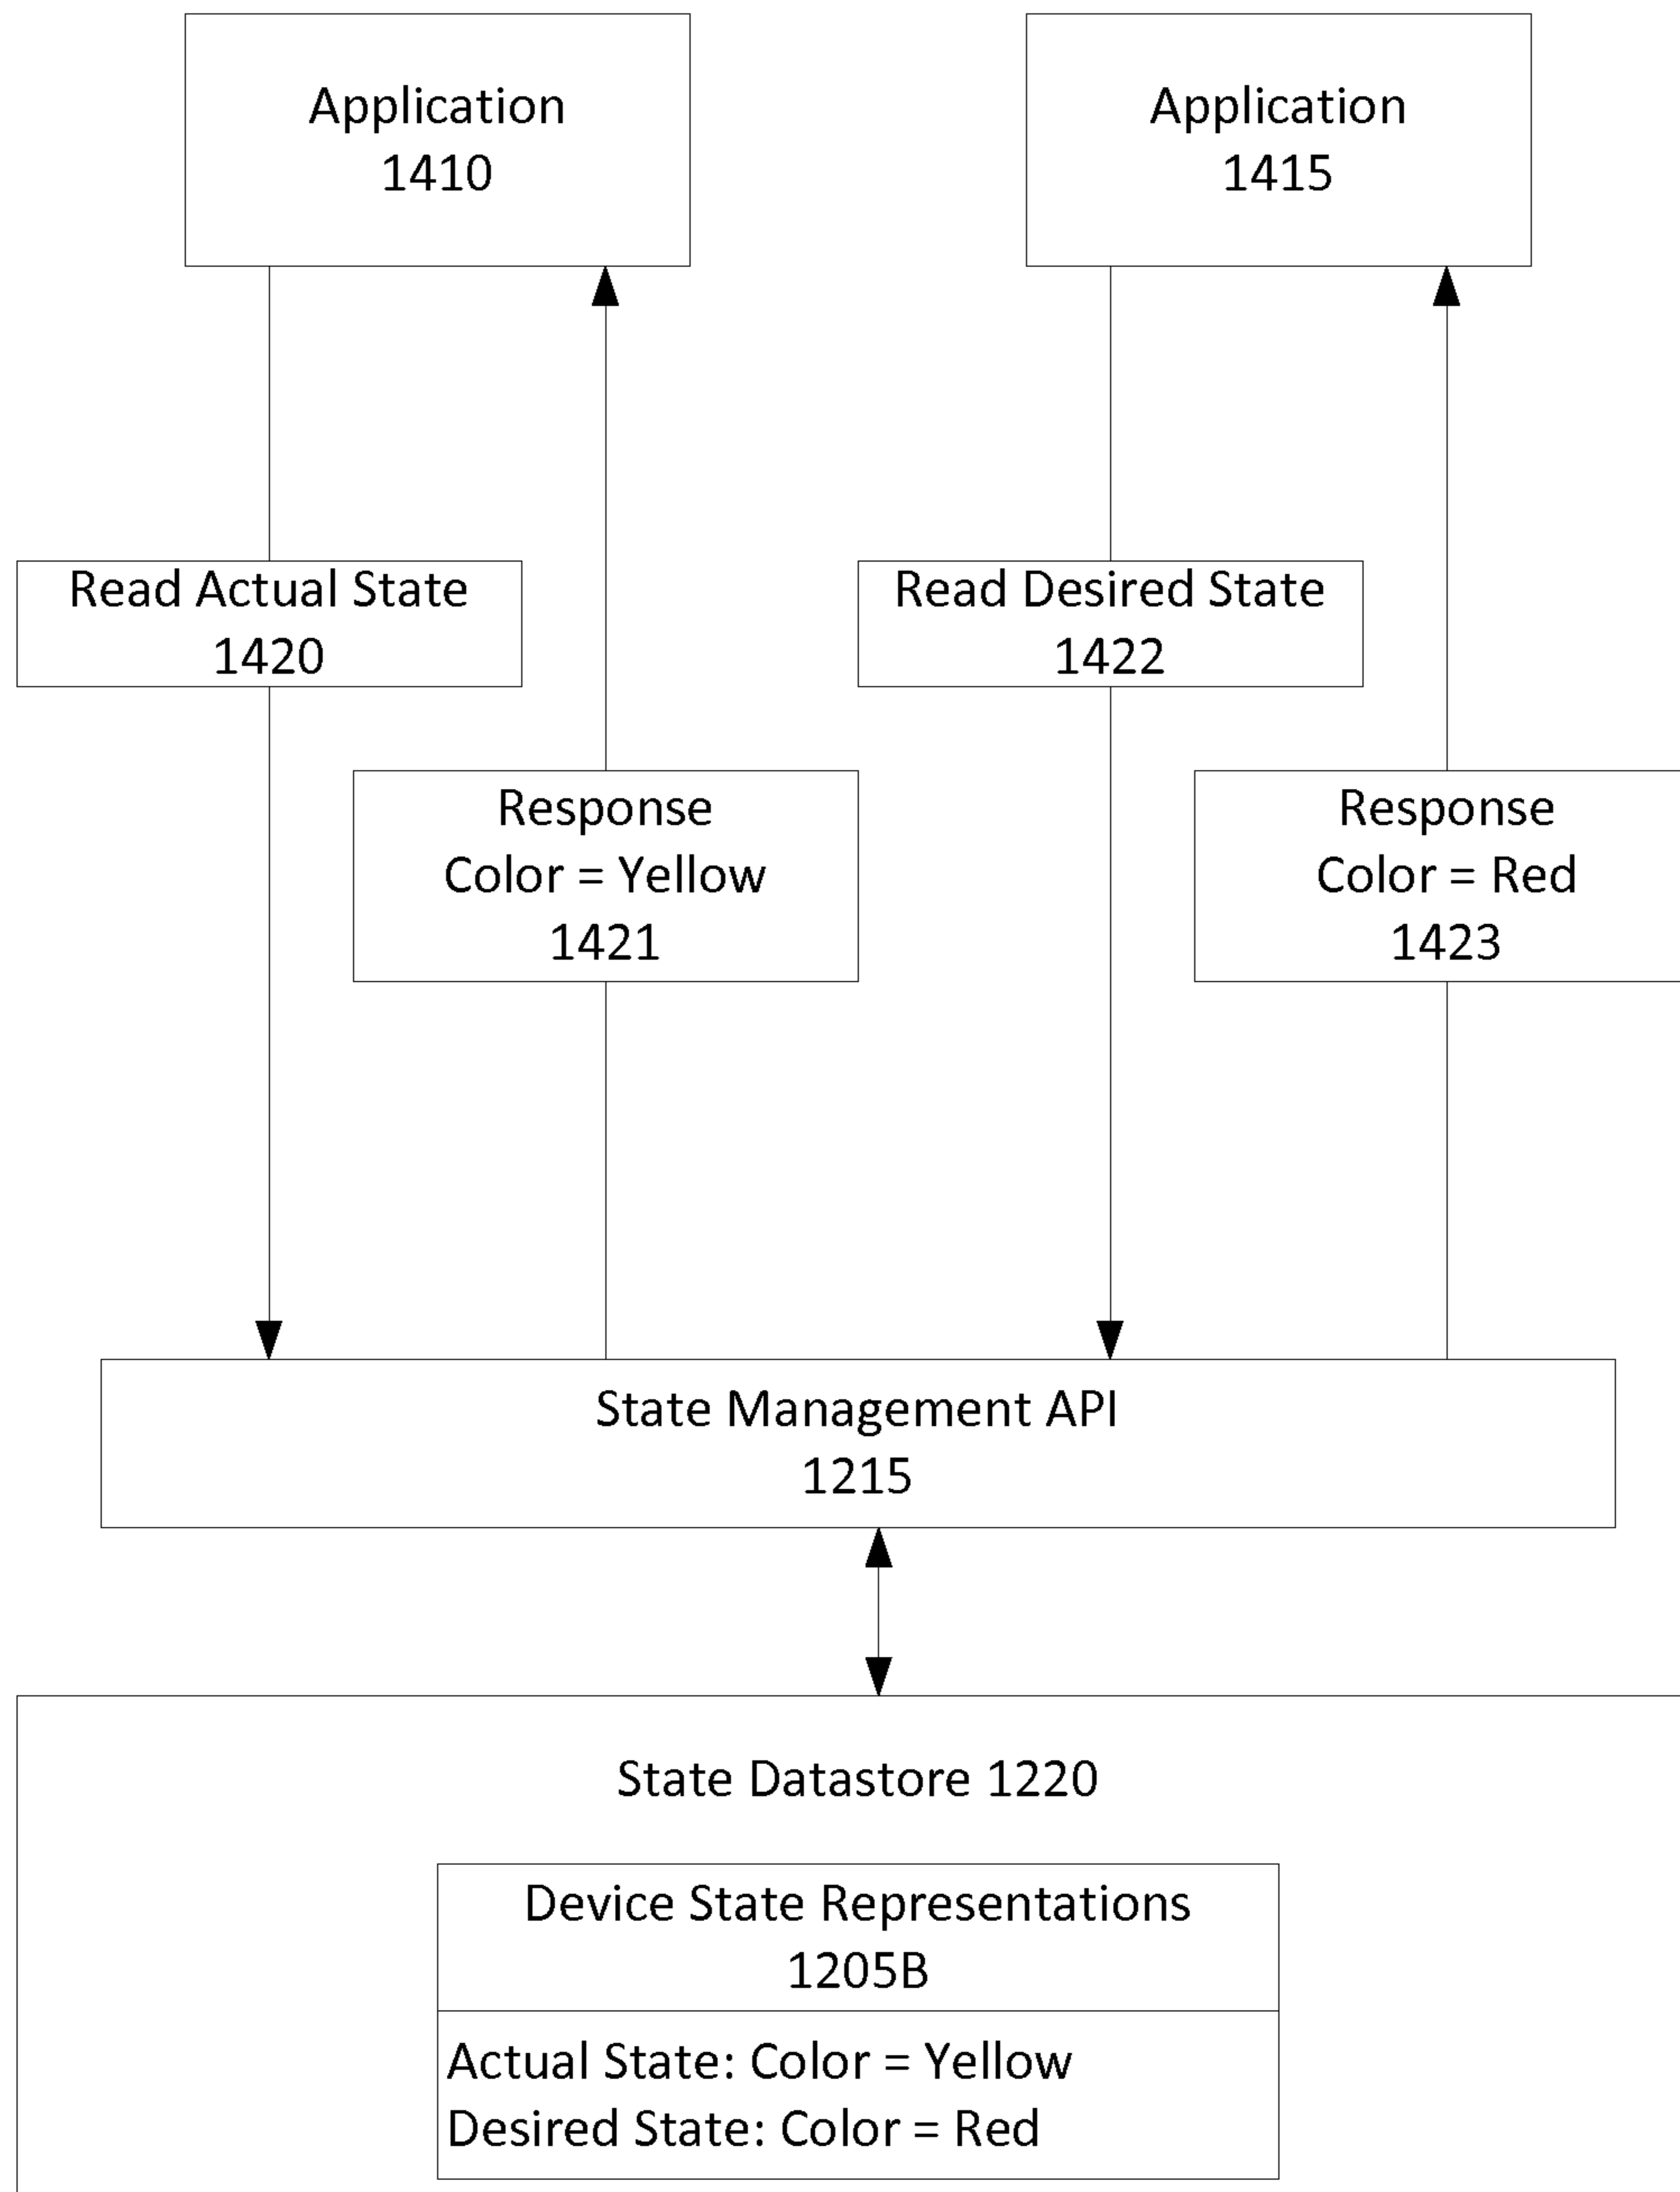 Application
1410
Application
1415
Read Actual State
1420
Read Desired State
1422
Response
Color = Yellow
1421
Response
Color = Red
1423
State Management API
1215
State Datastore 1220
Device State Representations
1205B
Actual State: Color = Yellow
Desired State: Color = Red